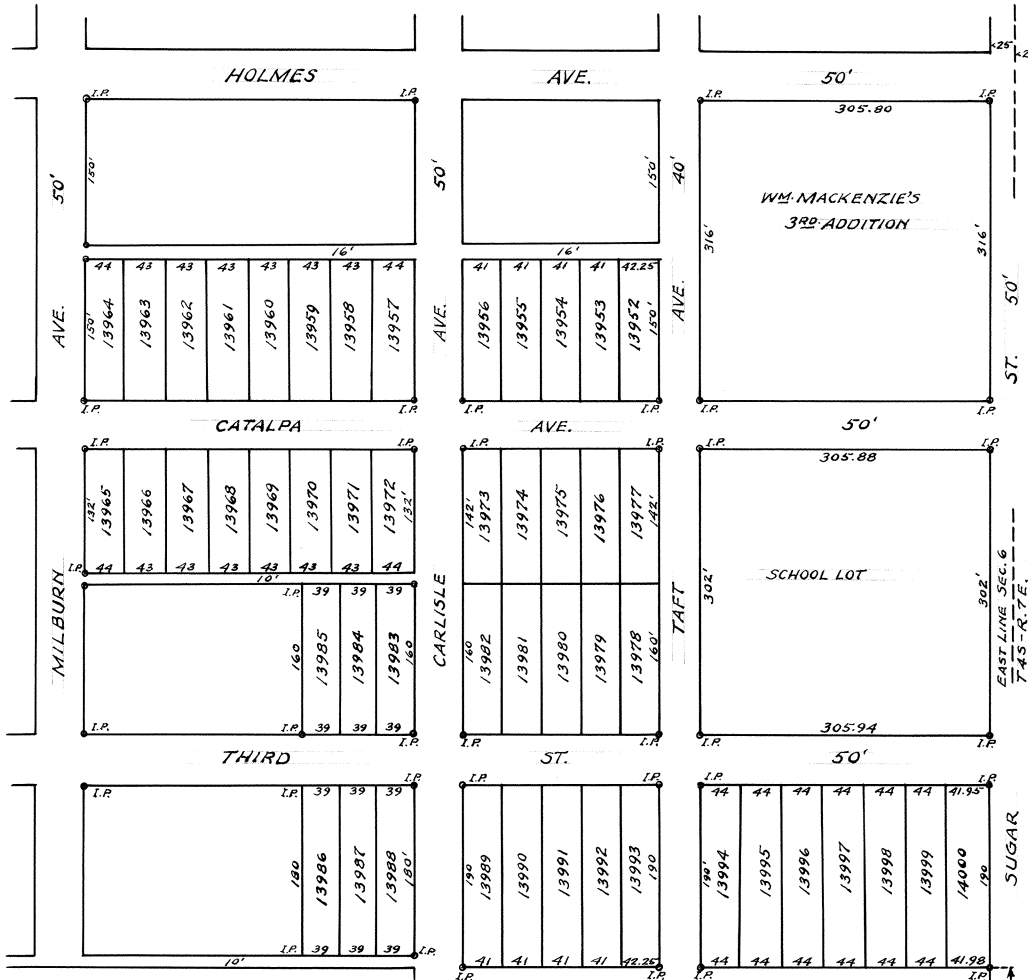 25 2
HOLMES AVE. 50'
I.P. I.P. I.P. I.P.
305.80
150' 50' 50' 150' 40'
WM. MACKENZIE'S
3RD. ADDITION
316' 316' 50'
16' 16'
44 43 43 43 43 43 43 44 41 41 41 41 42.25
AVE. 150' 13964 13963 13962 13961 13960 13959 13958 13957 AVE. 13956 13955 13954 13953 13952 150' AVE. ST.
I.P. I.P. I.P. I.P. I.P. I.P.
CATALPA AVE. 50'
I.P. I.P. I.P. I.P. I.P. I.P.
305.88
132' 13965 13966 13967 13968 13969 13970 13971 13972 132' 142' 13973 13974 13975 13976 13977 142'
I.P. 44 43 43 43 43 43 43 44
10'
SCHOOL LOT
302' 302'
I.P. 39 39 39
MILBURN 160 13985 13984 13983 160 CARLISLE 160 13982 13981 13980 13979 13978 160' TAFT
EAST LINE SEC. 6
T4S-R.7E.
I.P. I.P. 39 39 39 I.P. I.P. I.P. I.P. 305.94 I.P.
THIRD ST. 50'
I.P. I.P. 39 39 39 I.P. I.P. I.P. I.P. I.P.
44 44 44 44 44 44 41.95
180 13986 13987 13988 180' 190 13989 13990 13991 13992 13993 190 190' 13994 13995 13996 13997 13998 13999 14000 190 SUGAR
I.P. 39 39 39 I.P.
10' 41 41 41 41 42.25 44 44 44 44 44 44 41.98
I.P. I.P. I.P. I.P.